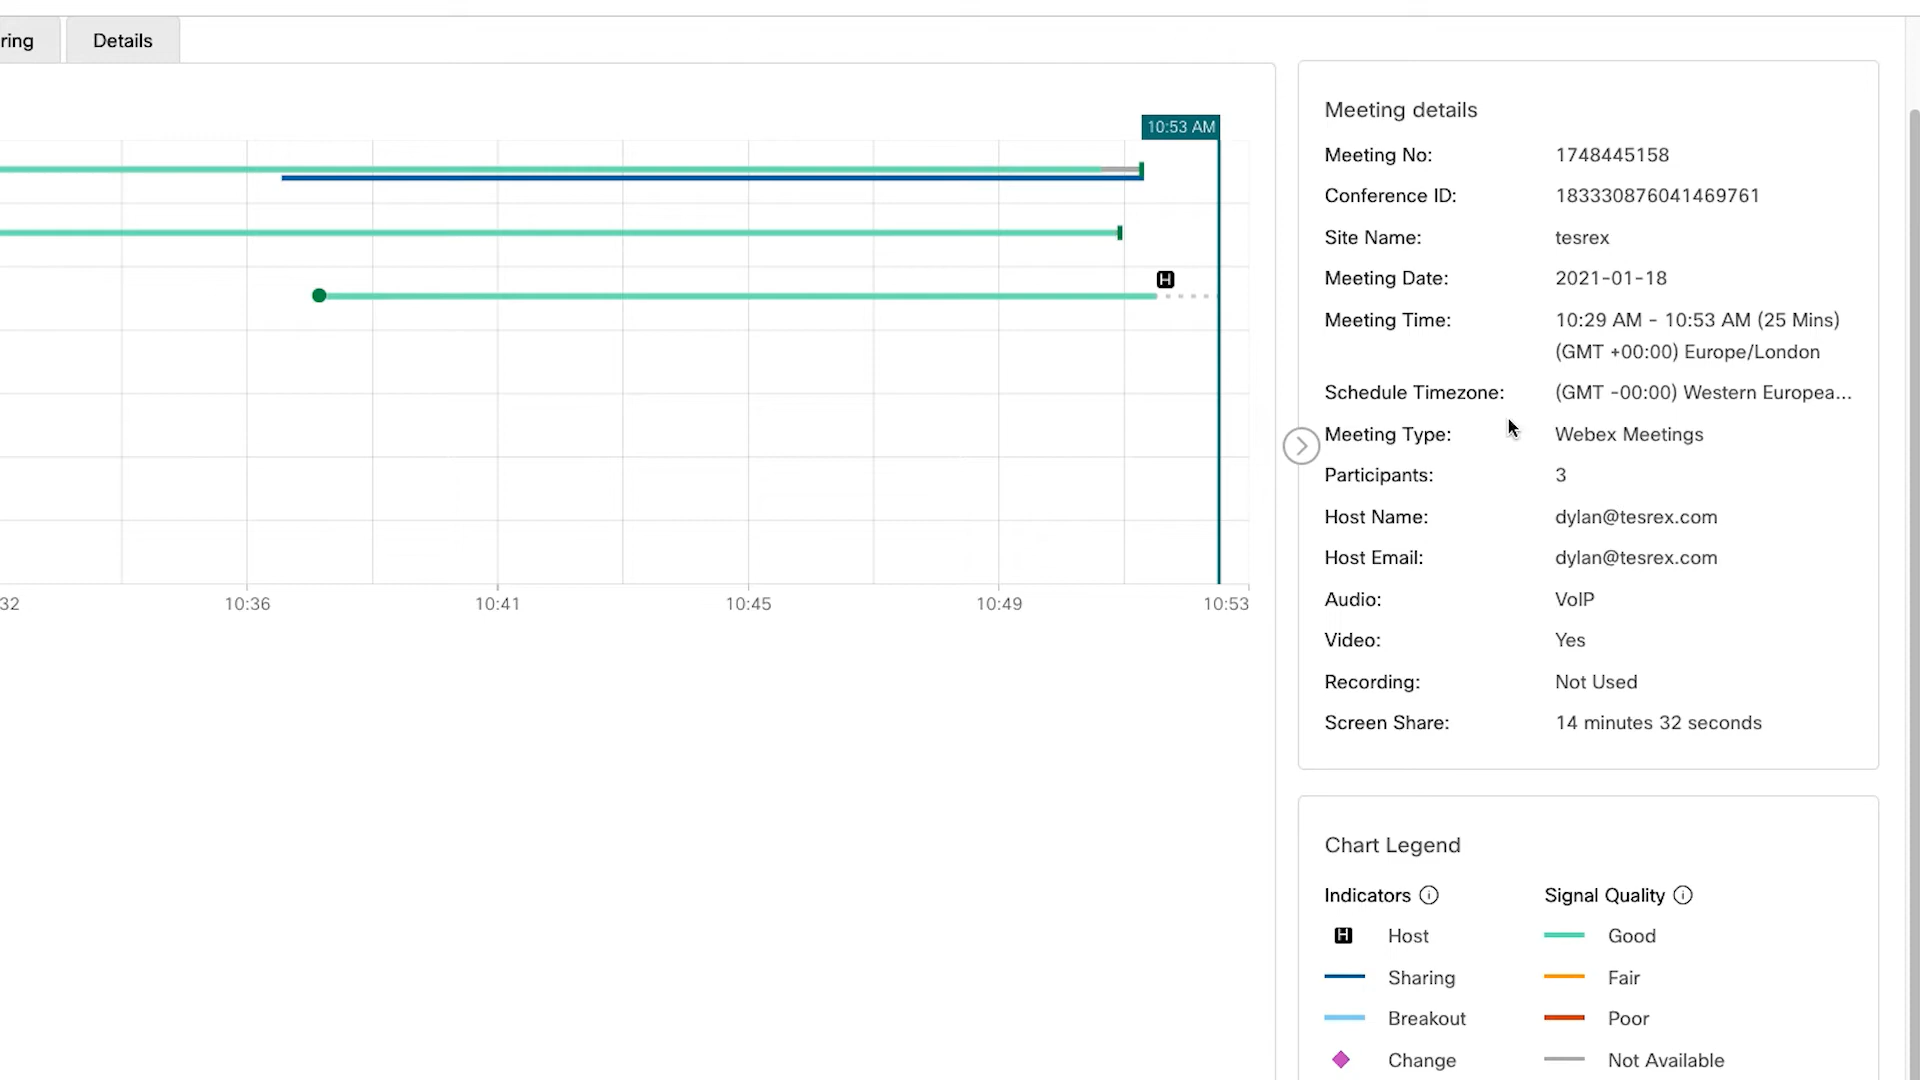 ring
Details
10:53 AM
H
32
10:36
10:41
10:45
10:49
10:53
Meeting details
Meeting No: 1748445158
Conference ID: 183330876041469761
Site Name: tesrex
Meeting Date: 2021-01-18
Meeting Time: 10:29 AM - 10:53 AM (25 Mins)
(GMT +00:00) Europe/London
Schedule Timezone: (GMT -00:00) Western Europea...
Meeting Type: Webex Meetings
Participants: 3
Host Name: dylan@tesrex.com
Host Email: dylan@tesrex.com
Audio: VoIP
Video: Yes
Recording: Not Used
Screen Share: 14 minutes 32 seconds
Chart Legend
Indicators Signal Quality
H Host Good
Sharing Fair
Breakout Poor
Change Not Available